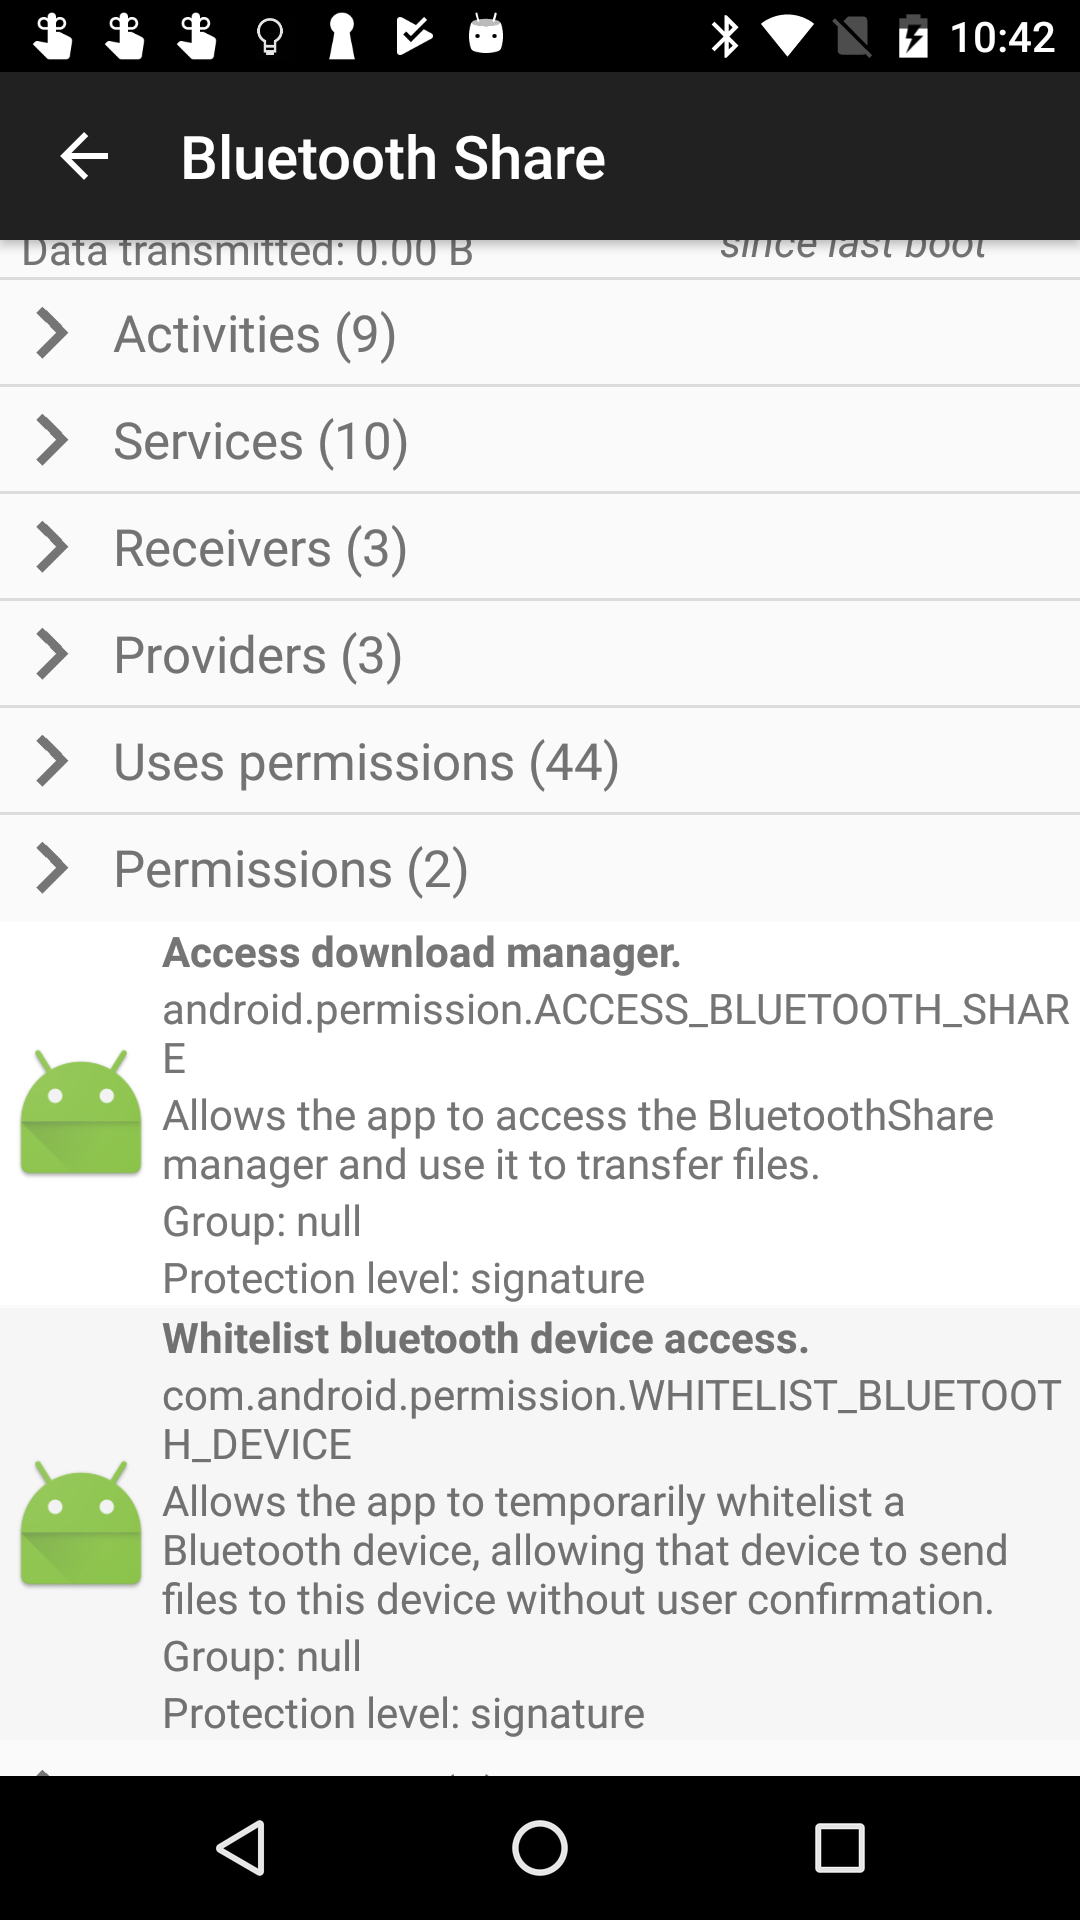 10:42
Bluetooth Share
Data transmitted: 0.00 B
since last boot
Activities (9)
Services (10)
Receivers (3)
Providers (3)
Uses permissions (44)
Permissions (2)
Access download manager.
android.permission.ACCESS_BLUETOOTH_SHAR
E
Allows the app to access the BluetoothShare
manager and use it to transfer files.
Group: null
Protection level: signature
Whitelist bluetooth device access.
com.android.permission.WHITELIST_BLUETOOT
H_DEVICE
Allows the app to temporarily whitelist a
Bluetooth device, allowing that device to send
files to this device without user confirmation.
Group: null
Protection level: signature